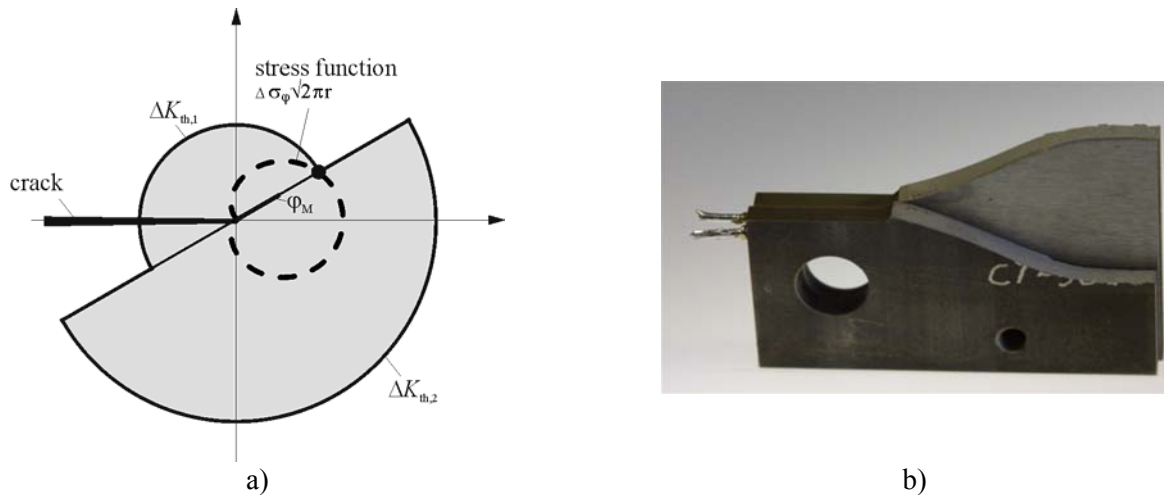 stress function
Δσφ√2πr
ΔKth,1
crack
φM
ΔKth,2
a)
b)